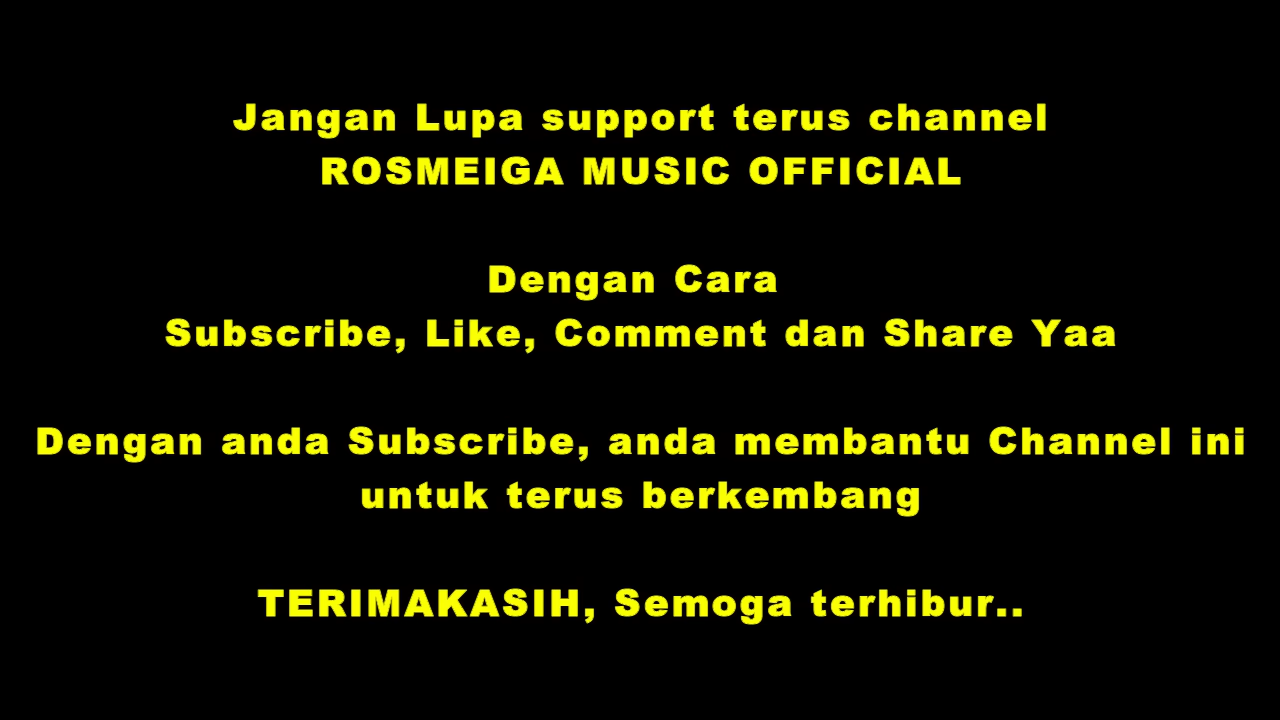 Jangan Lupa support terus channel
ROSMEIGA MUSIC OFFICIAL
Dengan Cara
Subscribe, Like, Comment dan Share Yaa
Dengan anda Subscribe, anda membantu Channel ini
untuk terus berkembang
TERIMAKASIH, Semoga terhibur..